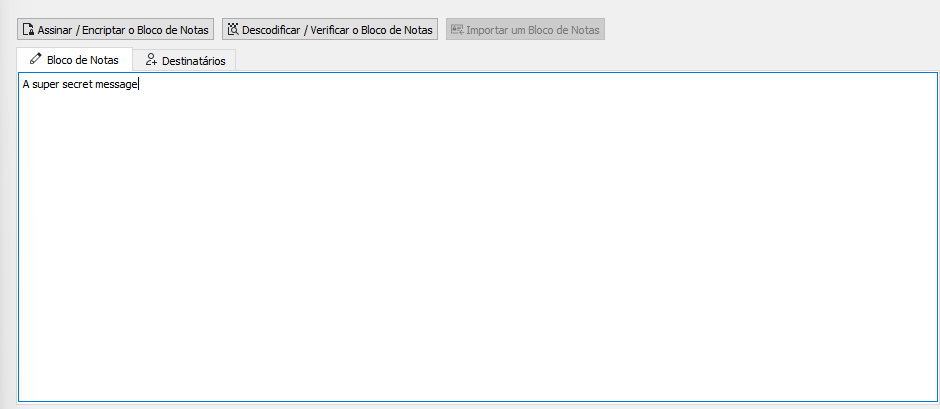 Assinar / Encriptar o Bloco de Notas Descodificar / Verificar o Bloco de Notas Importar um Bloco de Notas
Bloco de Notas Destinatários
A super secret message